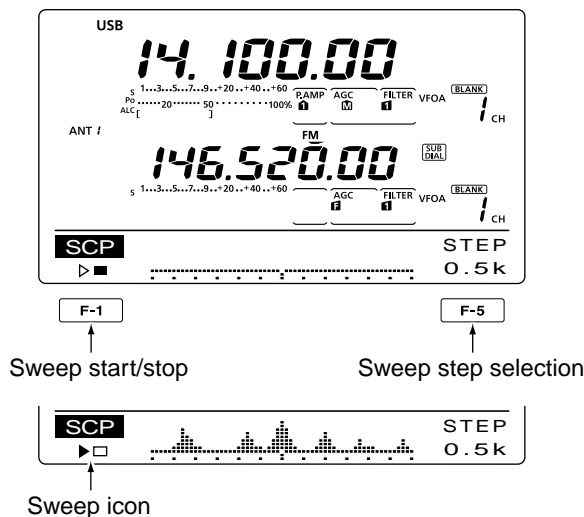 USB
14.100.00
S 1...3...5...7...9..+20..+40..+60 P.AMP AGC FILTER VFOA BLANK
Po ......20......50......100% 1 M 1 1 CH
ALC [ ]
ANT 1
FM
146.520.00 SUB DIAL
S 1...3...5...7...9..+20..+40..+60 AGC FILTER VFOA BLANK
F 1 1 CH
SCP STEP
0.5k
F-1 F-5
Sweep start/stop Sweep step selection
SCP STEP
0.5k
Sweep icon